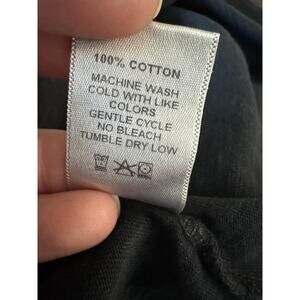 100% COTTON
MACHINE WASH
COLD WITH LIKE
COLORS
GENTLE CYCLE
NO BLEACH
TUMBLE DRY LOW